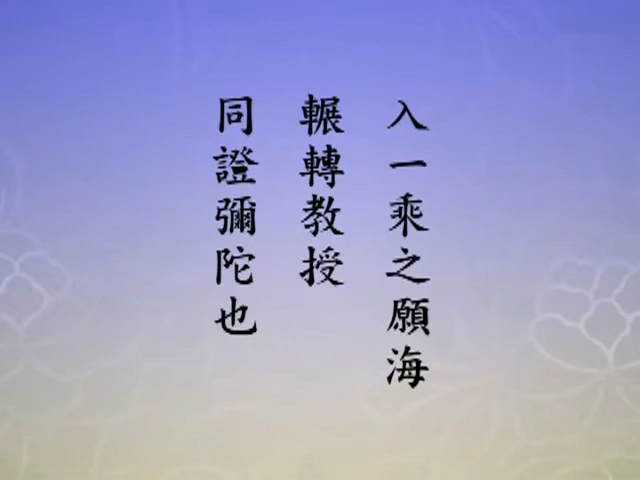 入一乘之願海
輾轉教授
同證彌陀也